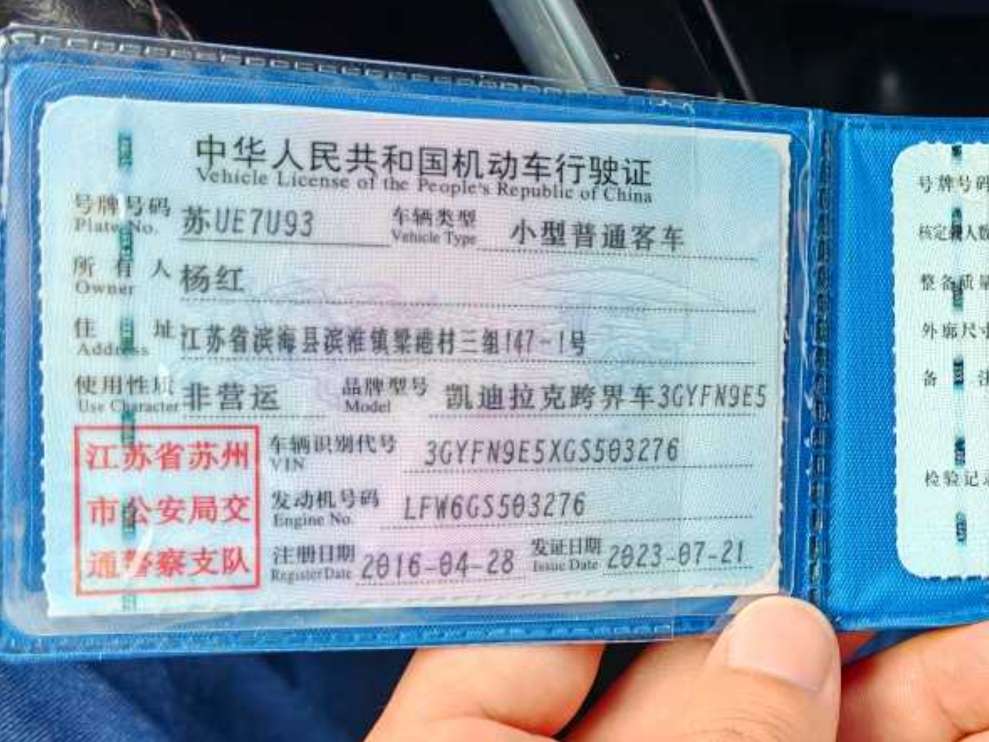 中华人民共和国机动车行驶证
Vehicle License of the People's Republic of China
号牌号码 苏UE7U93 车辆类型 小型普通客车
Plate No. Vehicle Type
所有人 杨红
Owner
住址 江苏省滨海县滨淮镇梁港村三组147-1号
Address
使用性质 非营运 品牌型号 凯迪拉克跨界车3GYFN9E5
Use Character Model
江苏省苏州
市公安局交
通警察支队
车辆识别代号 3GYFN9E5XGS503276
VIN
发动机号码 LFW6GS503276
Engine No.
注册日期 2016-04-28 发证日期 2023-07-21
Register Date Issue Date
号牌号码
核定载人数
整备质量
外廓尺寸
备注
检验记录